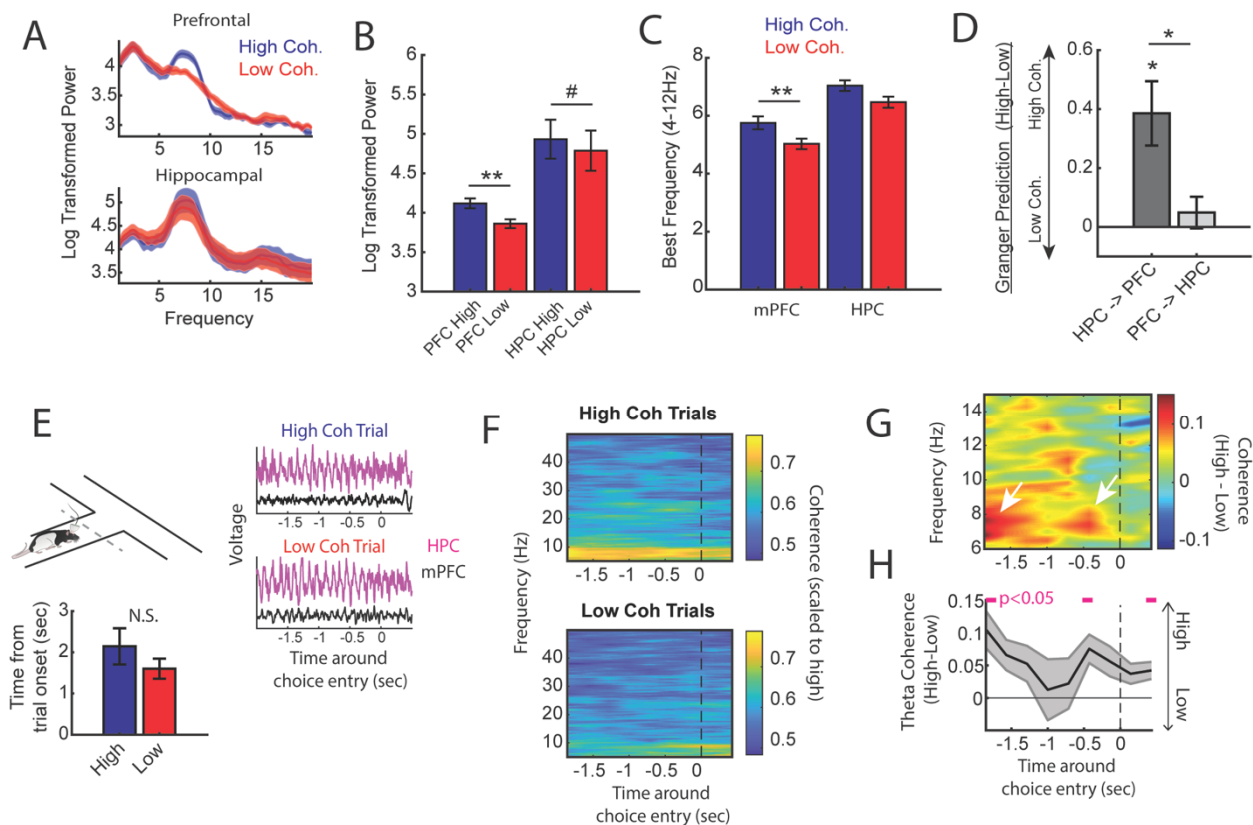 A
Prefrontal
High Coh.
Low Coh.
4
3
5 10 15
Hippocampal
5
4.5
4
3.5
5 10 15
Log Transformed Power
Frequency
B
Log Transformed Power
6
5.5
5
4.5
4
3.5
3
**
#
PFC High
PFC Low
HPC High
HPC Low
C
High Coh.
Low Coh.
Best Frequency (4-12Hz)
8
6
4
2
0
**
mPFC HPC
D
Granger Prediction (High-Low)
High Coh.
Low Coh.
0.6
0.4
0.2
0
*
*
HPC -> PFC
PFC -> HPC
E
High Coh Trial
-1.5 -1 -0.5 0
Low Coh Trial
-1.5 -1 -0.5 0
Voltage
HPC
mPFC
Time around
choice entry (sec)
Time from
trial onset (sec)
3
2
1
0
N.S.
High
Low
F
High Coh Trials
40
30
20
10
-1.5 -1 -0.5 0
0.7
0.6
0.5
Low Coh Trials
40
30
20
10
-1.5 -1 -0.5 0
0.7
0.6
0.5
Frequency (Hz)
Coherence (scaled to high)
Time around
choice entry (sec)
G
Frequency (Hz)
14
12
10
8
6
0.1
0
-0.1
Coherence
(High - Low)
H
Theta Coherence
(High-Low)
0.15
0.1
0.05
0
p<0.05
High
Low
-1.5 -1 -0.5 0
Time around
choice entry (sec)